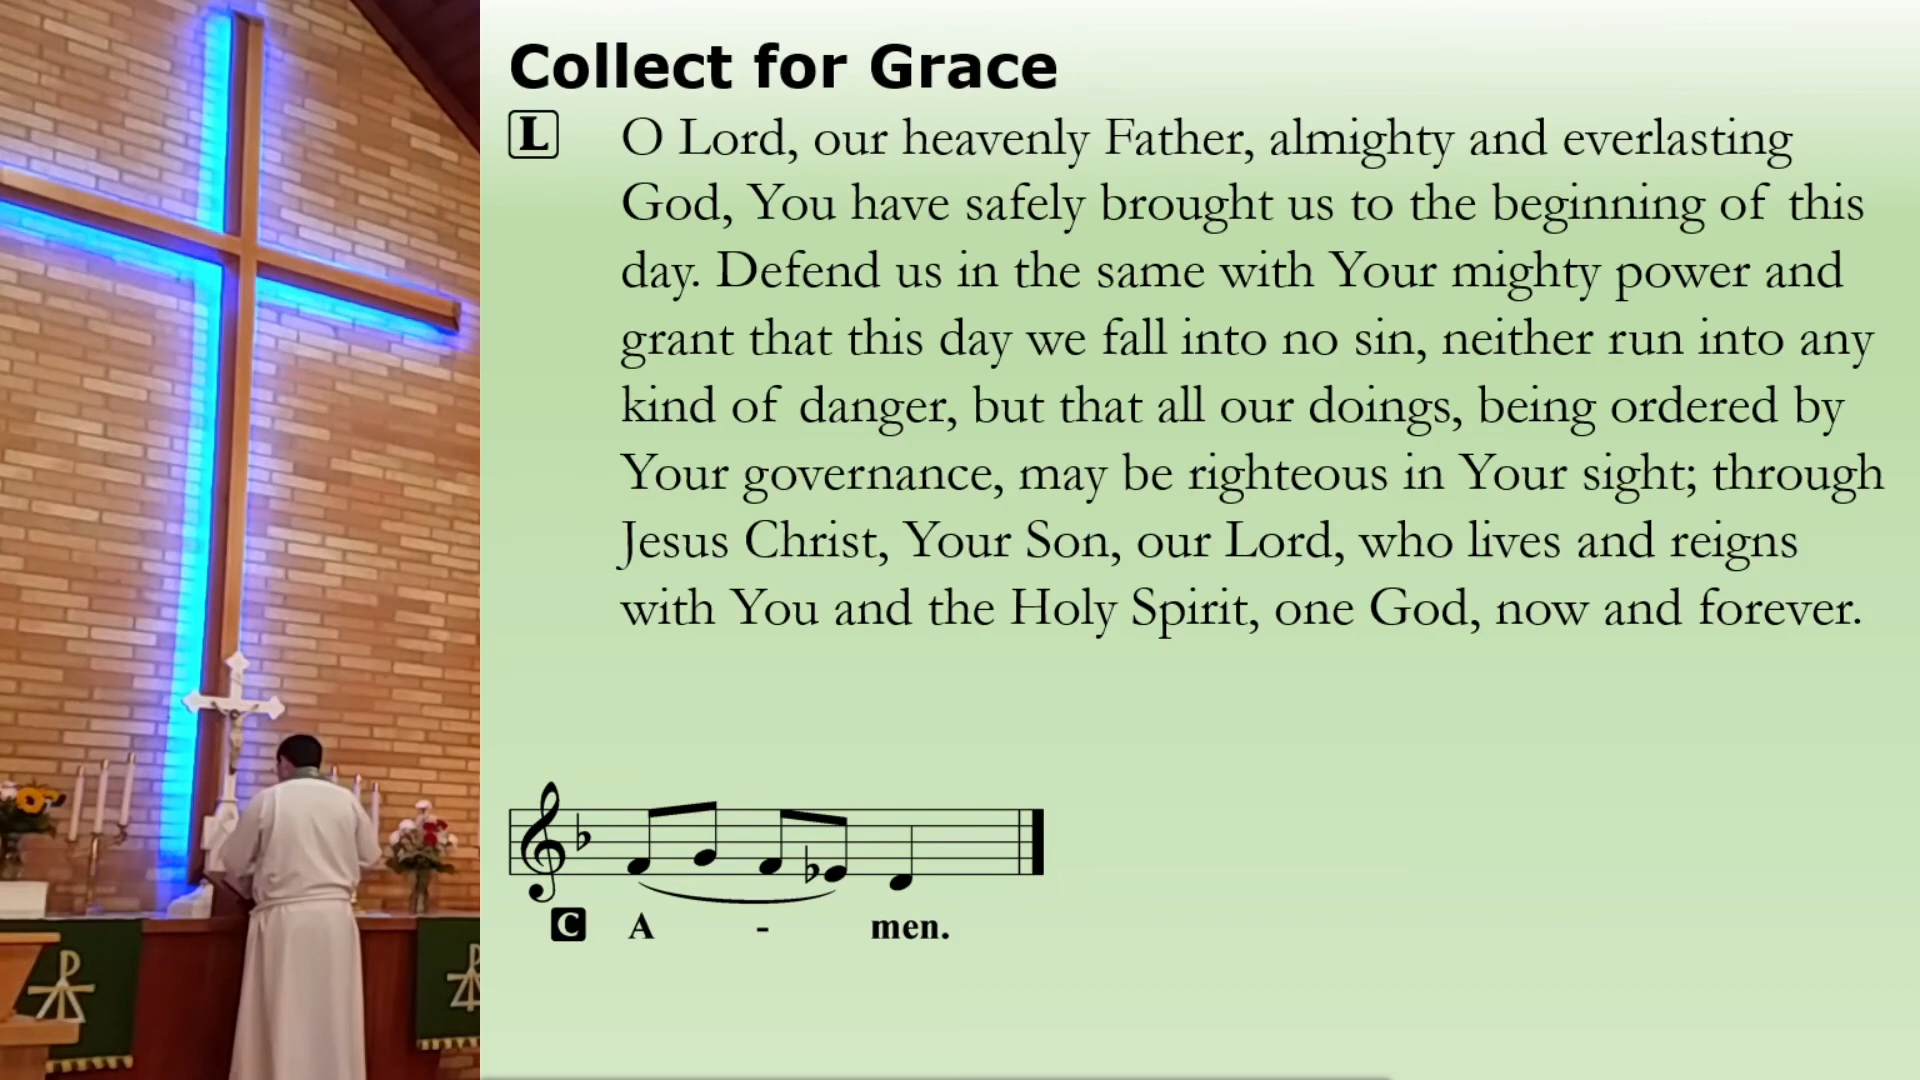 Collect for Grace
L O Lord, our heavenly Father, almighty and everlasting
God, You have safely brought us to the beginning of this
day. Defend us in the same with Your mighty power and
grant that this day we fall into no sin, neither run into any
kind of danger, but that all our doings, being ordered by
Your governance, may be righteous in Your sight; through
Jesus Christ, Your Son, our Lord, who lives and reigns
with You and the Holy Spirit, one God, now and forever.
C A - men.